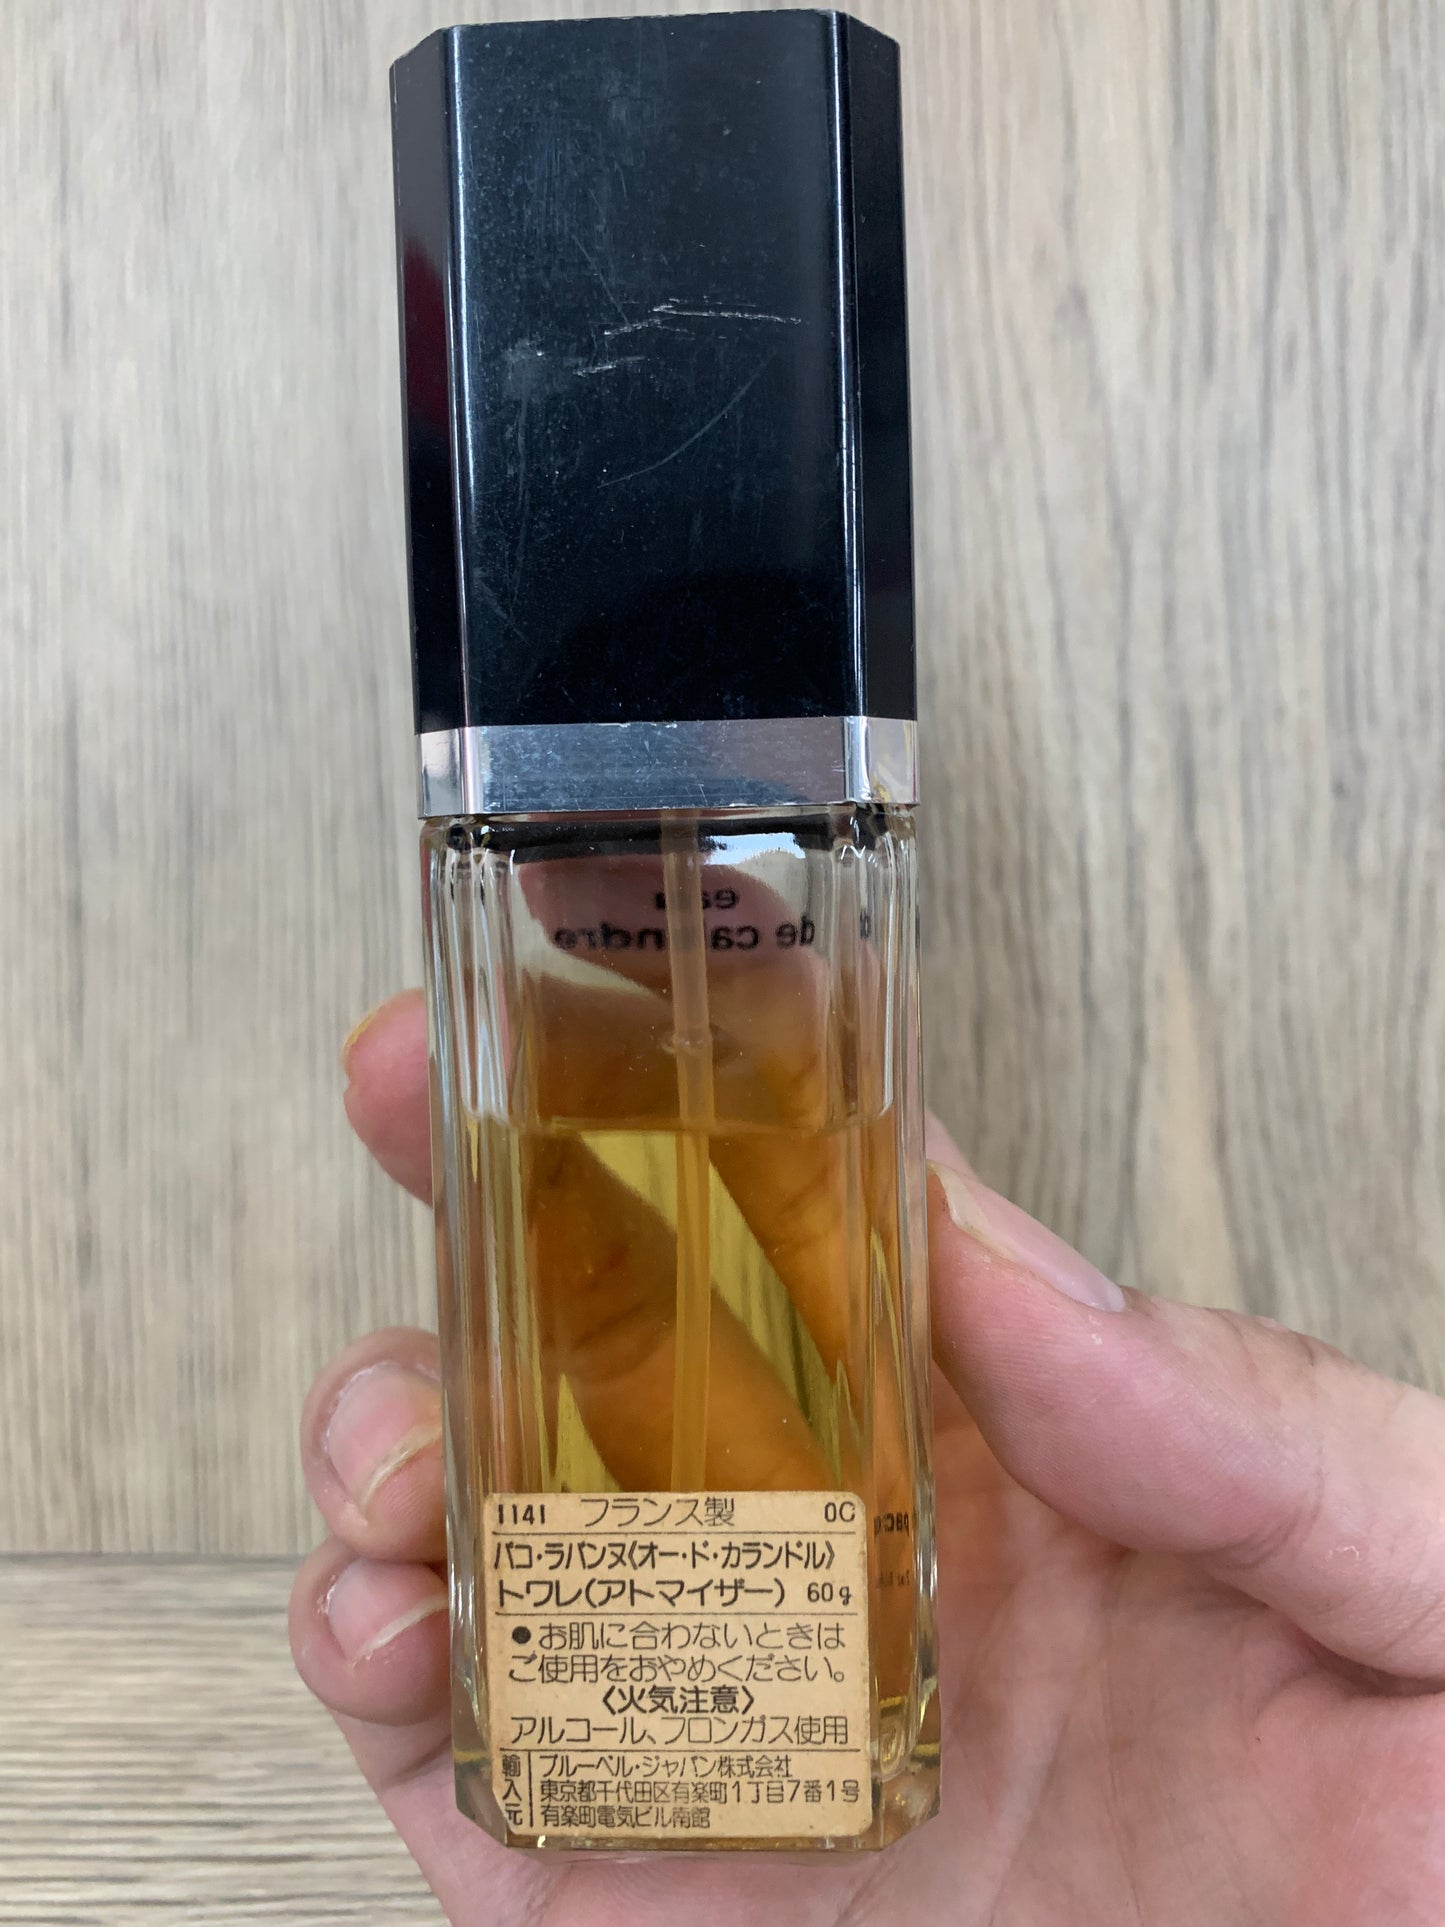 eau
de calandre
1141 フランス製 0C
パコ・ラバンヌ《オー・ド・カランドル》
トワレ(アトマイザー) 60g
●お肌に合わないときは
ご使用をおやめください。
〈火気注意〉
アルコール、フロンガス使用
輸入元
ブルーベル・ジャパン株式会社
東京都千代田区有楽町1丁目7番1号
有楽町電気ビル南館